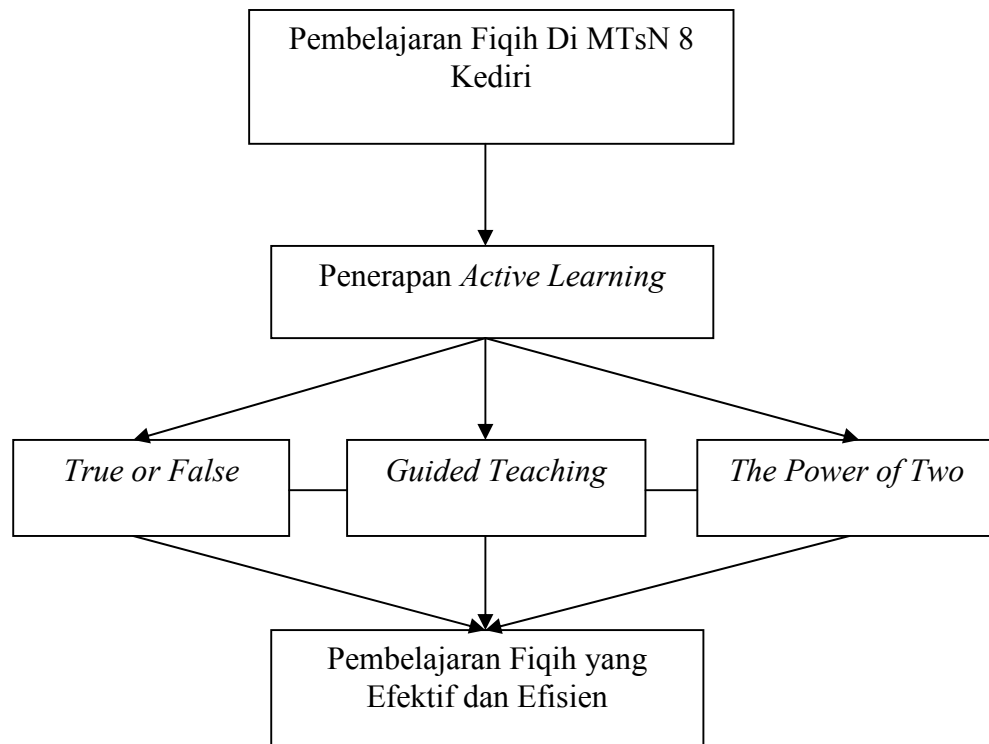 Pembelajaran Fiqih Di MTsN 8
Kediri
Penerapan Active Learning
True or False
Guided Teaching
The Power of Two
Pembelajaran Fiqih yang
Efektif dan Efisien